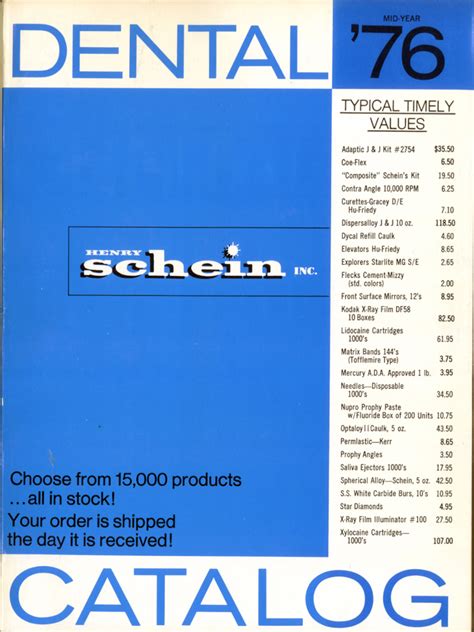 DENTAL
MID-YEAR
'76
TYPICAL TIMELY
VALUES
Adaptic J & J Kit #2754 $35.50
Coe-Flex 6.50
"Composite" Schein's Kit 19.50
Contra Angle 10,000 RPM 6.25
Curettes-Gracey D/E
Hu-Friedy 7.10
Dispersalloy J & J 10 oz. 118.50
Dycal Refill Caulk 4.60
Elevators Hu-Friedy 8.65
Explorers Starlite MG S/E 2.65
Flecks Cement-Mizzy
(std. colors) 2.00
Front Surface Mirrors, 12's 8.95
Kodak X-Ray Film DF58
10 Boxes 82.50
Lidocaine Cartridges
1000's 61.95
Matrix Bands 144's
(Tofflemire Type) 3.75
Mercury A.D.A. Approved 1 lb. 3.95
Needles—Disposable
1000's 34.50
Nupro Prophy Paste
w/Fluoride Box of 200 Units 10.75
Optaloy II Caulk, 5 oz. 43.50
Permlastic—Kerr 8.65
Prophy Angles 3.50
Saliva Ejectors 1000's 17.95
Spherical Alloy—Schein, 5 oz. 42.50
S.S. White Carbide Burs, 10's 10.95
Star Diamonds 4.95
X-Ray Film Illuminator #100 27.50
Xylocaine Cartridges—
1000's 107.00
HENRY
schein INC.
Choose from 15,000 products
...all in stock!
Your order is shipped
the day it is received!
CATALOG